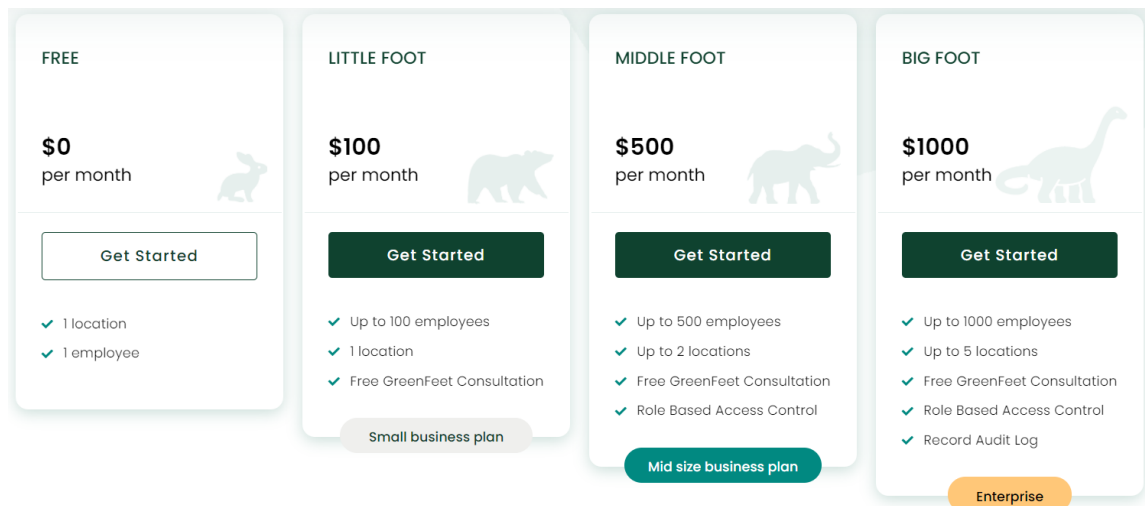 FREE
$0
per month
Get Started
1 location
1 employee
LITTLE FOOT
$100
per month
Get Started
Up to 100 employees
1 location
Free GreenFeet Consultation
Small business plan
MIDDLE FOOT
$500
per month
Get Started
Up to 500 employees
Up to 2 locations
Free GreenFeet Consultation
Role Based Access Control
Mid size business plan
BIG FOOT
$1000
per month
Get Started
Up to 1000 employees
Up to 5 locations
Free GreenFeet Consultation
Role Based Access Control
Record Audit Log
Enterprise